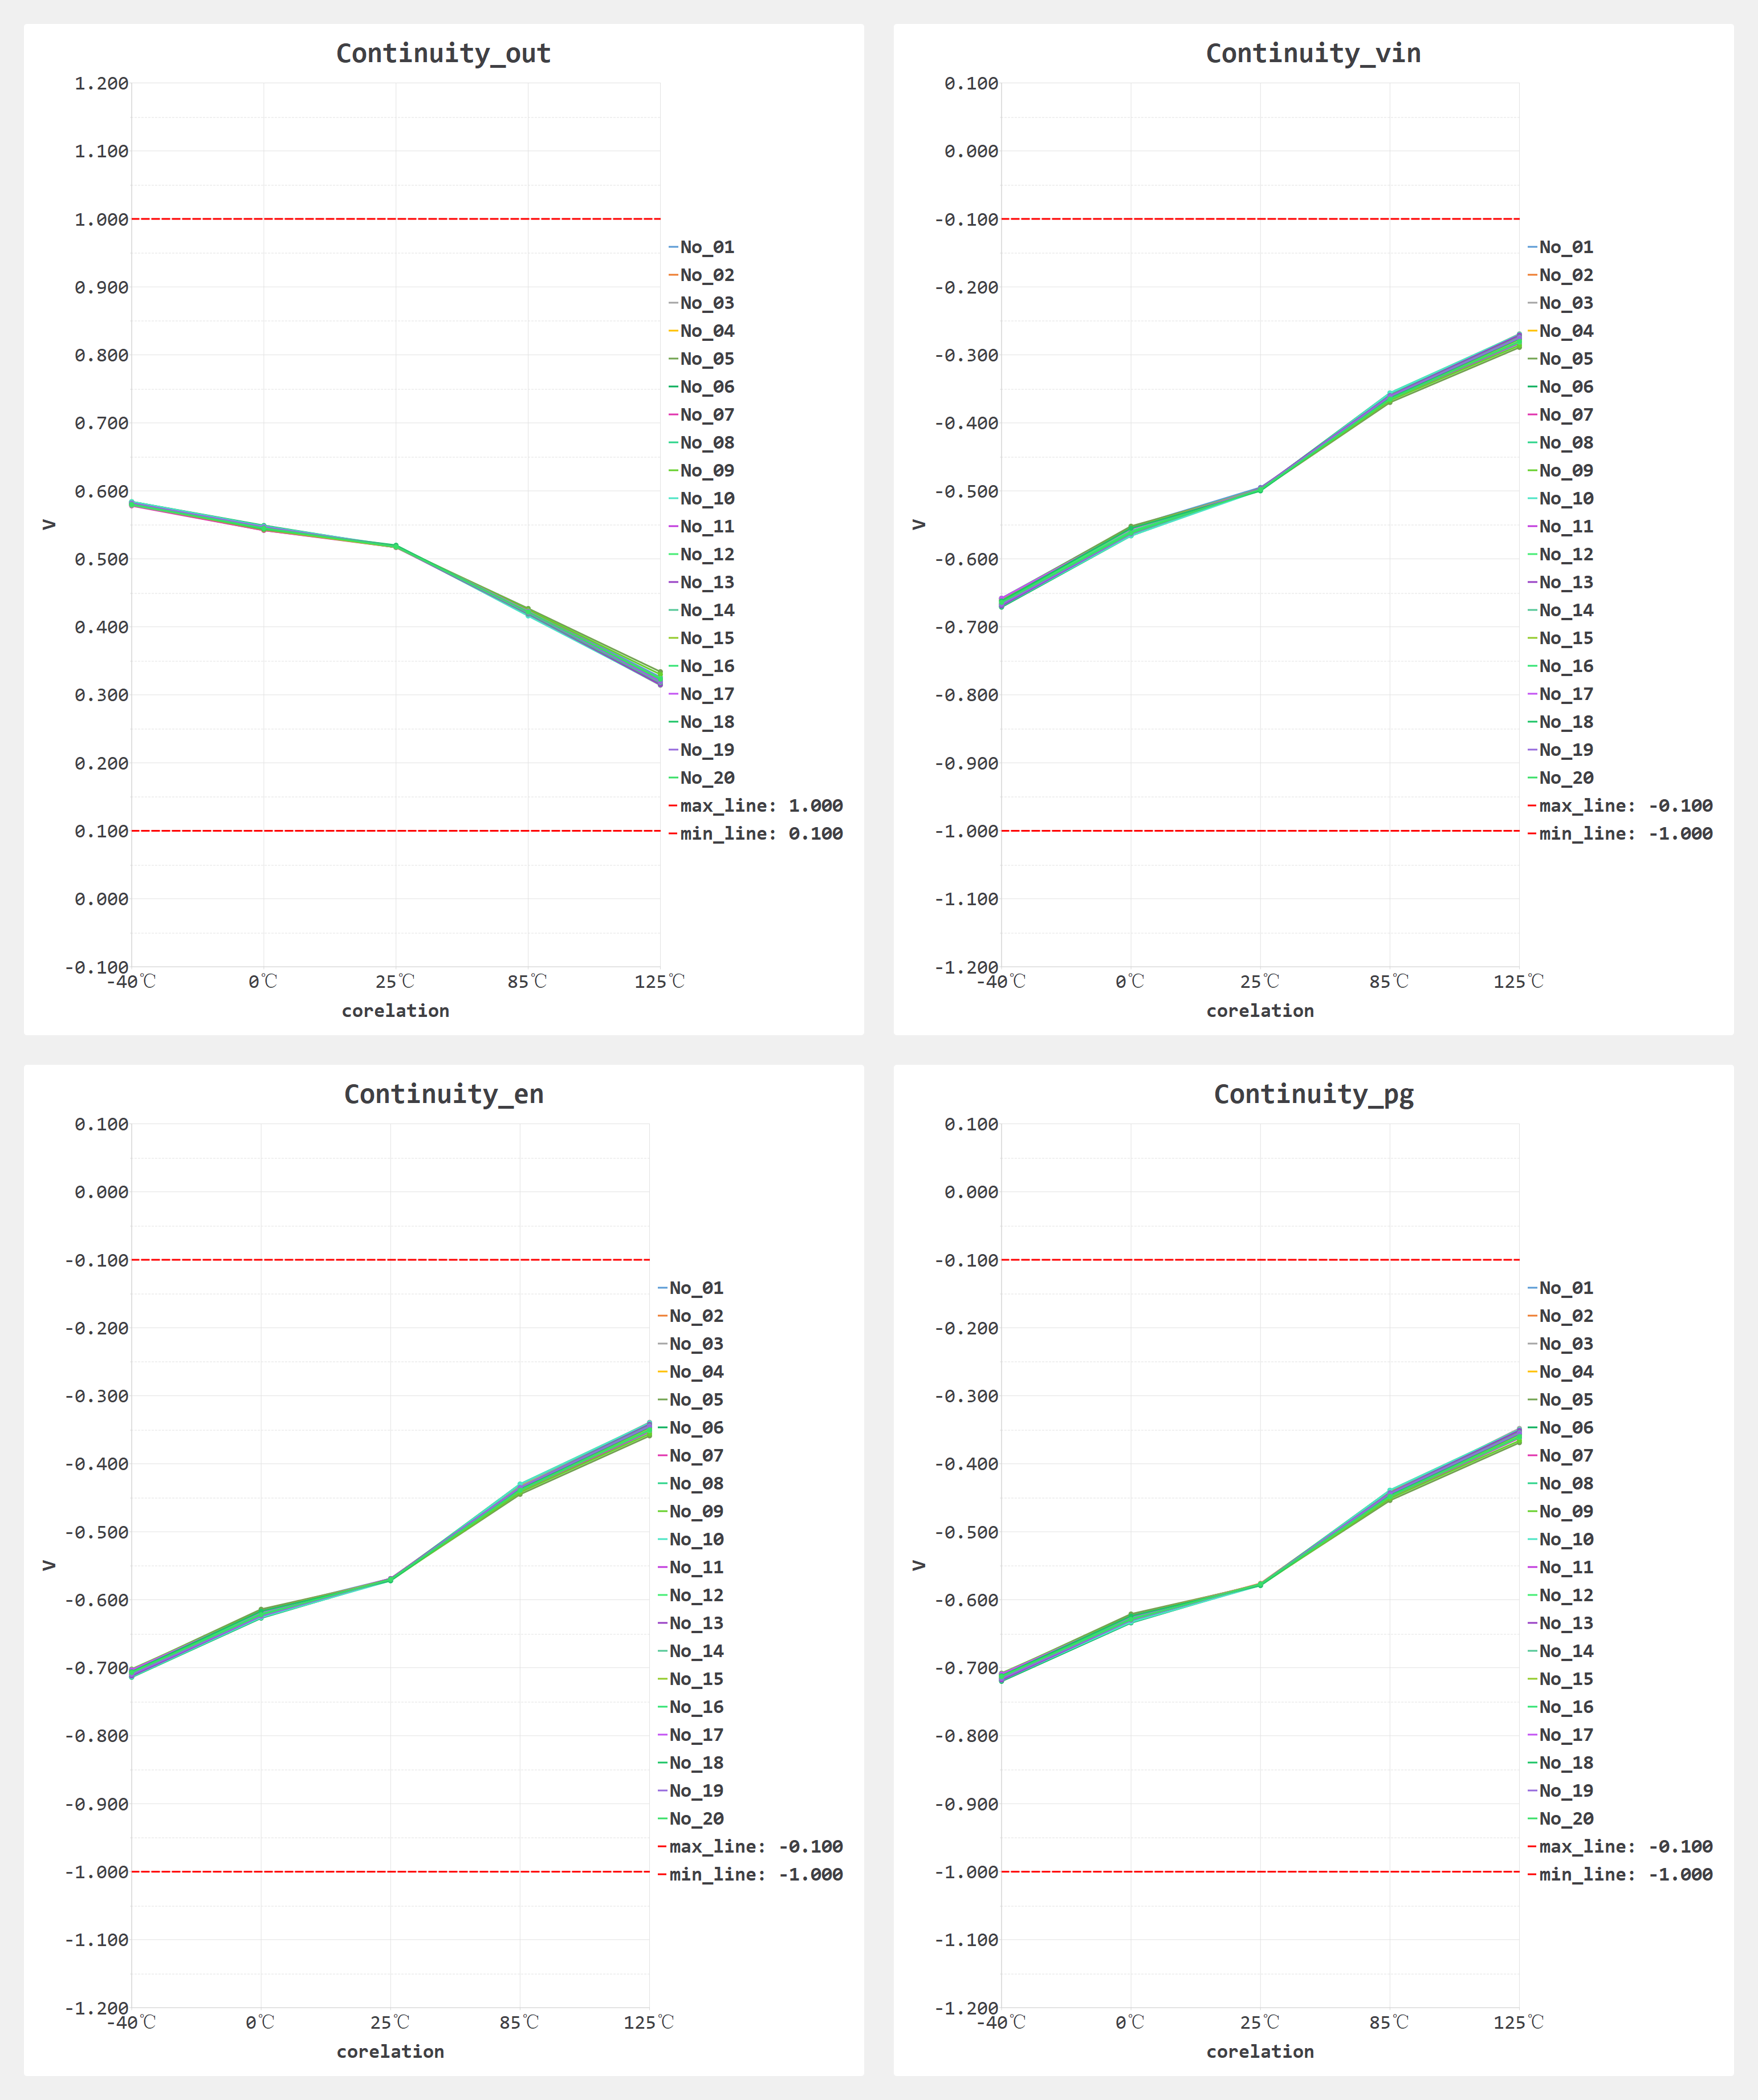 Continuity_out
1.200
1.100
1.000
0.900
0.800
0.700
0.600
0.500
0.400
0.300
0.200
0.100
0.000
-0.100
V
-40℃ 0℃ 25℃ 85℃ 125℃
corelation
No_01
No_02
No_03
No_04
No_05
No_06
No_07
No_08
No_09
No_10
No_11
No_12
No_13
No_14
No_15
No_16
No_17
No_18
No_19
No_20
max_line: 1.000
min_line: 0.100
Continuity_vin
0.100
0.000
-0.100
-0.200
-0.300
-0.400
-0.500
-0.600
-0.700
-0.800
-0.900
-1.000
-1.100
-1.200
V
-40℃ 0℃ 25℃ 85℃ 125℃
corelation
No_01
No_02
No_03
No_04
No_05
No_06
No_07
No_08
No_09
No_10
No_11
No_12
No_13
No_14
No_15
No_16
No_17
No_18
No_19
No_20
max_line: -0.100
min_line: -1.000
Continuity_en
0.100
0.000
-0.100
-0.200
-0.300
-0.400
-0.500
-0.600
-0.700
-0.800
-0.900
-1.000
-1.100
-1.200
V
-40℃ 0℃ 25℃ 85℃ 125℃
corelation
No_01
No_02
No_03
No_04
No_05
No_06
No_07
No_08
No_09
No_10
No_11
No_12
No_13
No_14
No_15
No_16
No_17
No_18
No_19
No_20
max_line: -0.100
min_line: -1.000
Continuity_pg
0.100
0.000
-0.100
-0.200
-0.300
-0.400
-0.500
-0.600
-0.700
-0.800
-0.900
-1.000
-1.100
-1.200
V
-40℃ 0℃ 25℃ 85℃ 125℃
corelation
No_01
No_02
No_03
No_04
No_05
No_06
No_07
No_08
No_09
No_10
No_11
No_12
No_13
No_14
No_15
No_16
No_17
No_18
No_19
No_20
max_line: -0.100
min_line: -1.000